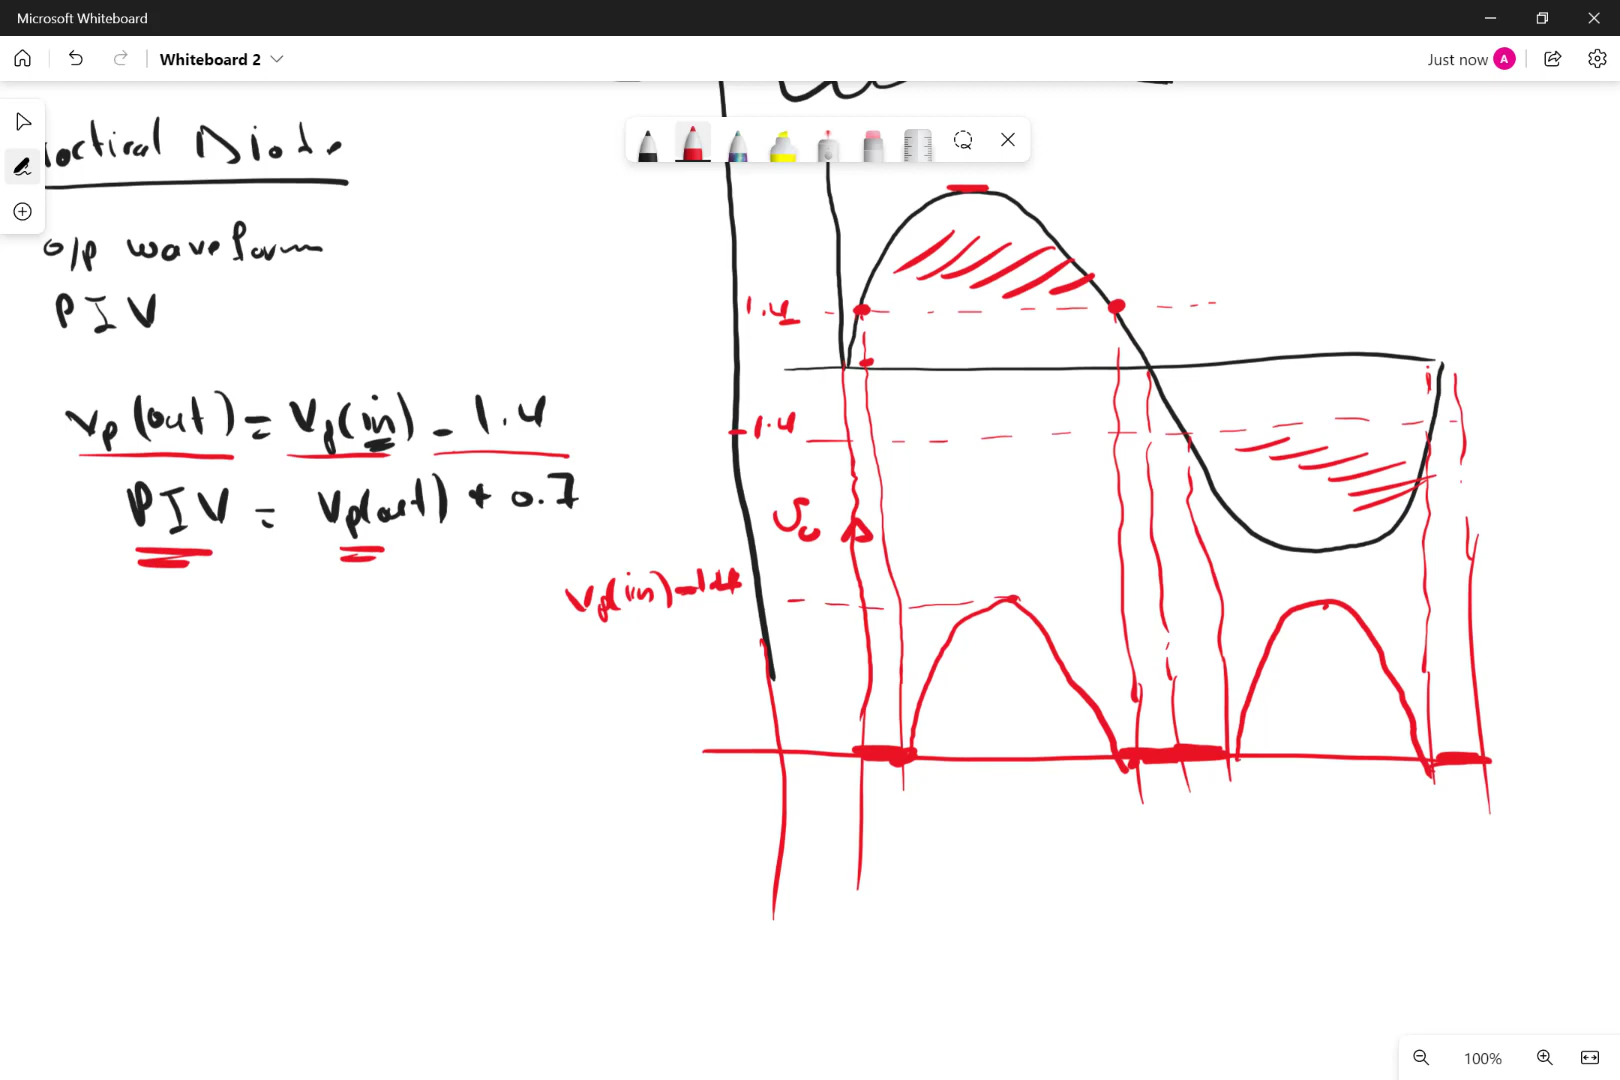 Microsoft Whiteboard
Whiteboard 2
Just now A
Diode
o/p waveform
PIV
Vp(out) = Vp(in) - 1.4
PIV = Vp(out) + 0.7
1.4
-1.4
Vp(in)-1.4
100%